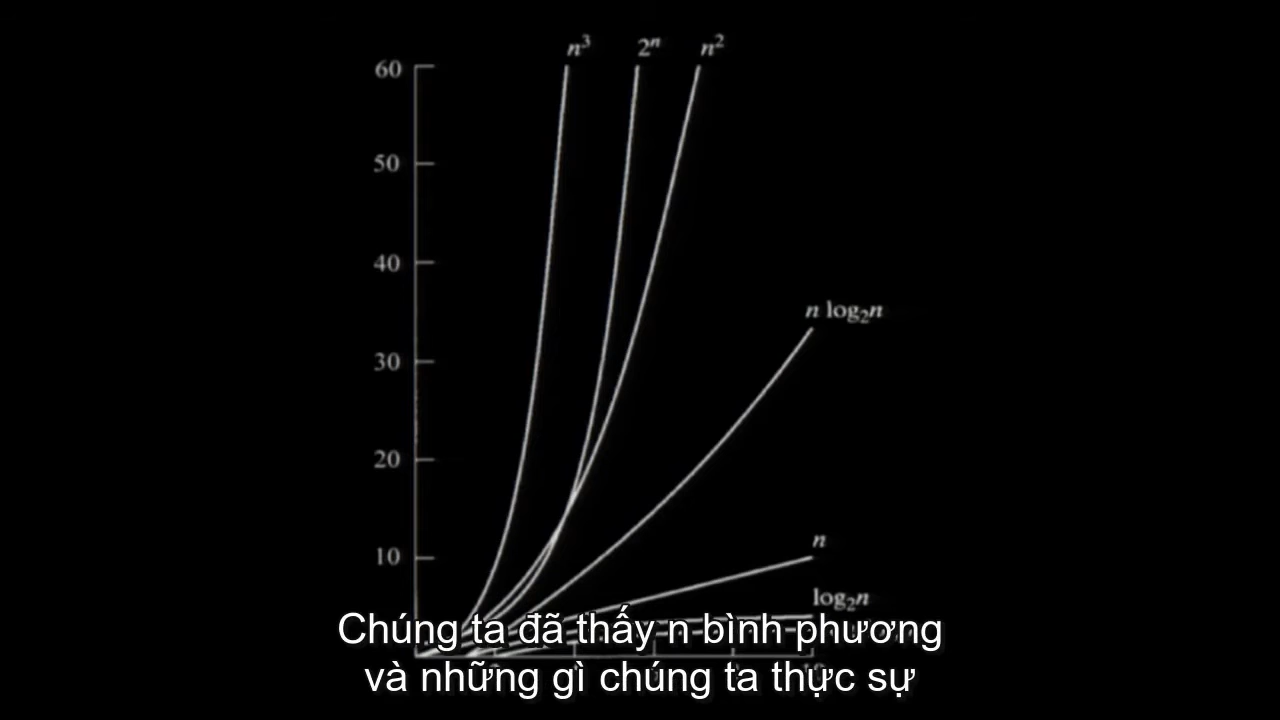 n³ 2ⁿ n²
60
50
40
n log₂n
30
20
10
n
log₂n
Chúng ta đã thấy n bình phương
và những gì chúng ta thực sự